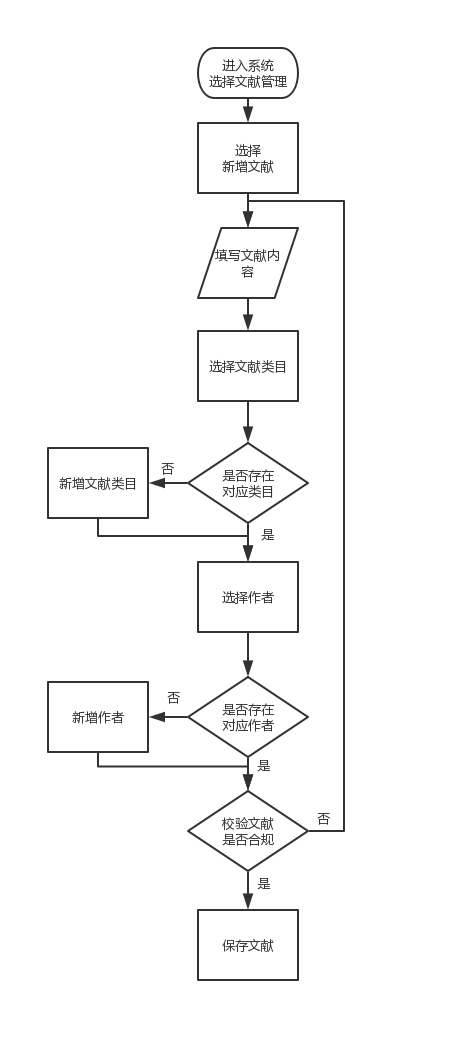 进入系统
选择文献管理
选择
新增文献
填写文献内
容
选择文献类目
是否存在
对应类目
否
新增文献类目
是
选择作者
是否存在
对应作者
否
新增作者
是
校验文献
是否合规
否
是
保存文献